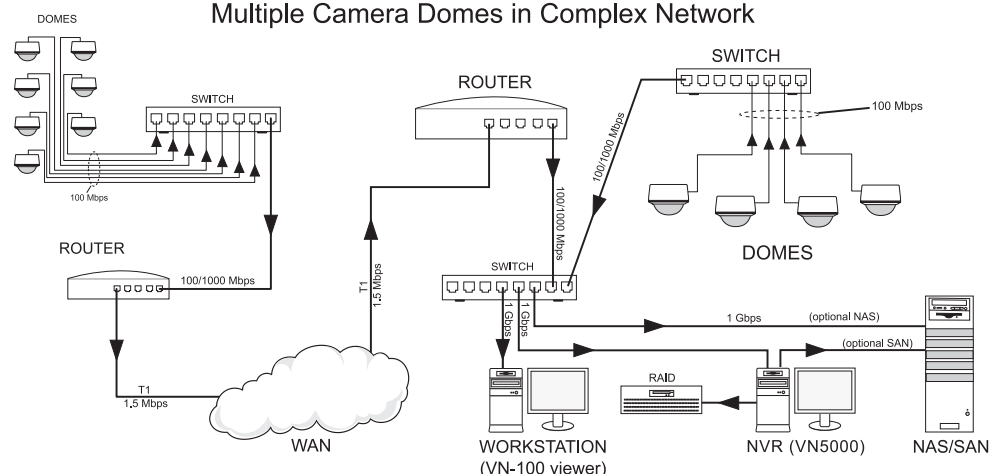 Multiple Camera Domes in Complex Network
DOMES
SWITCH
100 Mbps
ROUTER
100/1000 Mbps
T1
1.5 Mbps
WAN
T1
1.5 Mbps
ROUTER
100/1000 Mbps
SWITCH
100/1000 Mbps
100 Mbps
DOMES
SWITCH
1 Gbps
1 Gbps
1 Gbps
(optional NAS)
(optional SAN)
RAID
WORKSTATION
(VN-100 viewer)
NVR (VN5000)
NAS/SAN